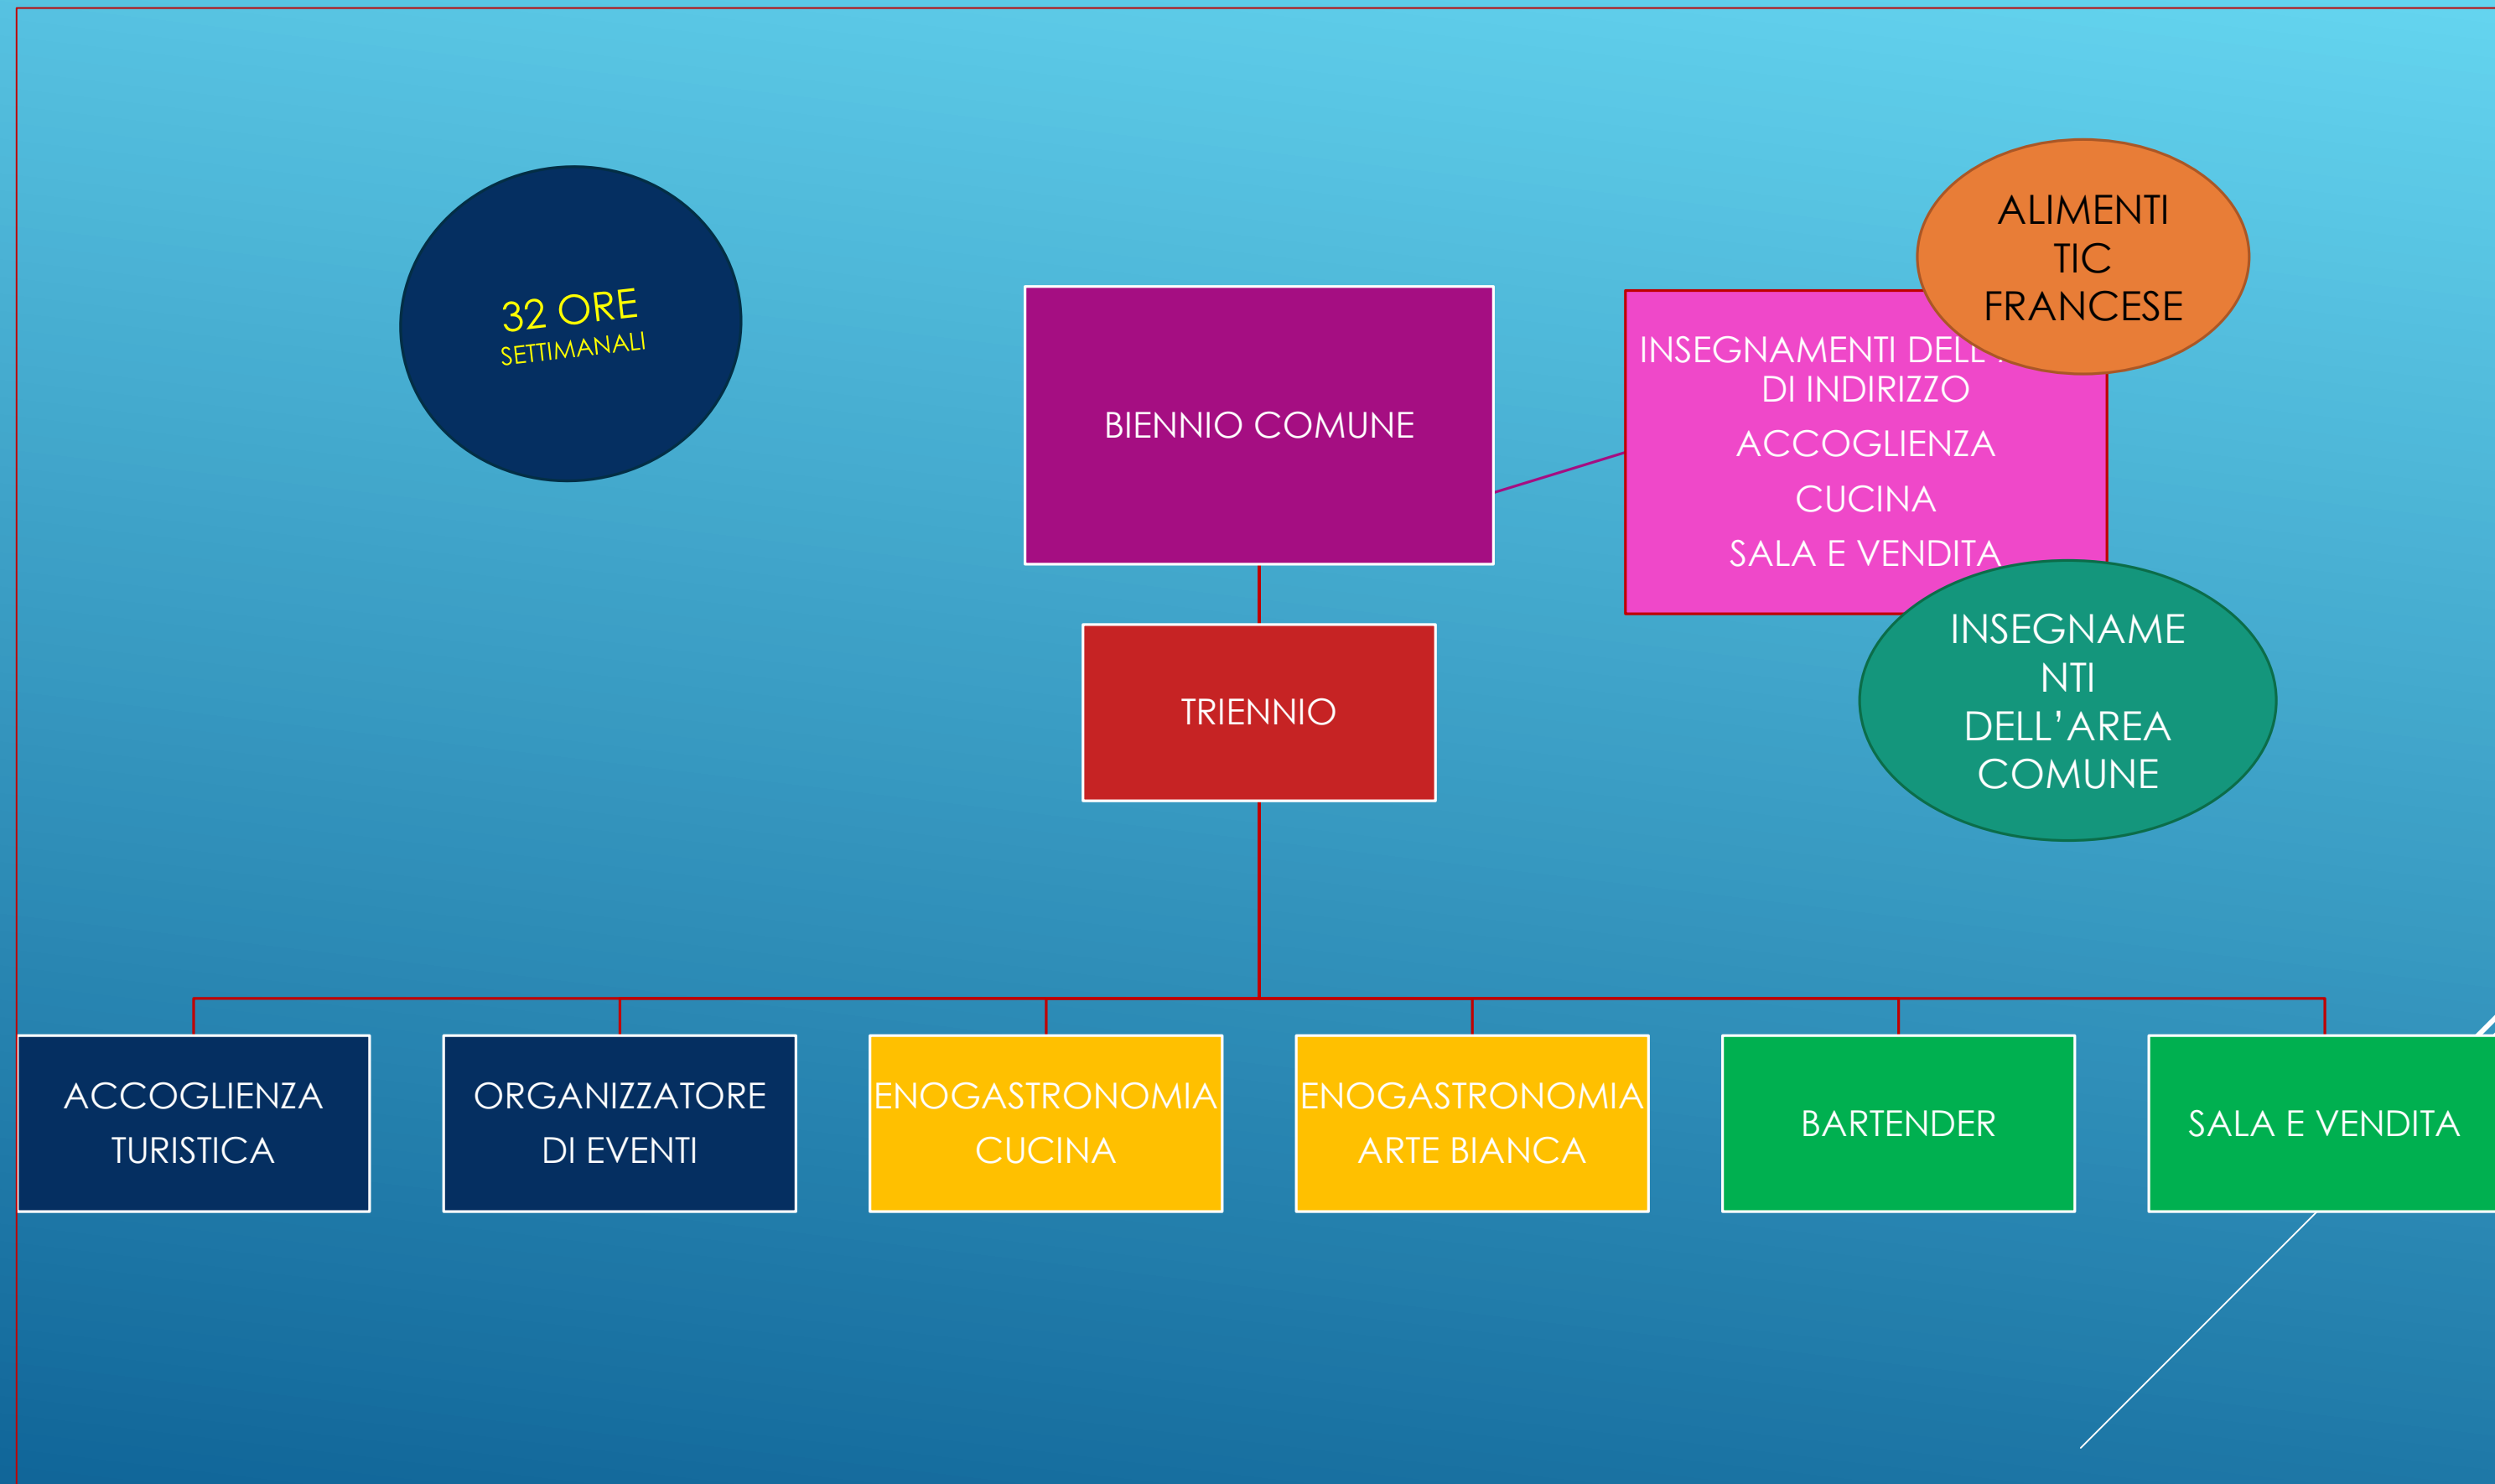 32 ORE
SETTIMANALI
BIENNIO COMUNE
ALIMENTI
TIC
FRANCESE
INSEGNAMENTI DELL'
DI INDIRIZZO
ACCOGLIENZA
CUCINA
SALA E VENDITA
INSEGNAME
NTI
DELL'AREA
COMUNE
TRIENNIO
ACCOGLIENZA
TURISTICA
ORGANIZZATORE
DI EVENTI
ENOGASTRONOMIA
CUCINA
ENOGASTRONOMIA
ARTE BIANCA
BARTENDER
SALA E VENDITA